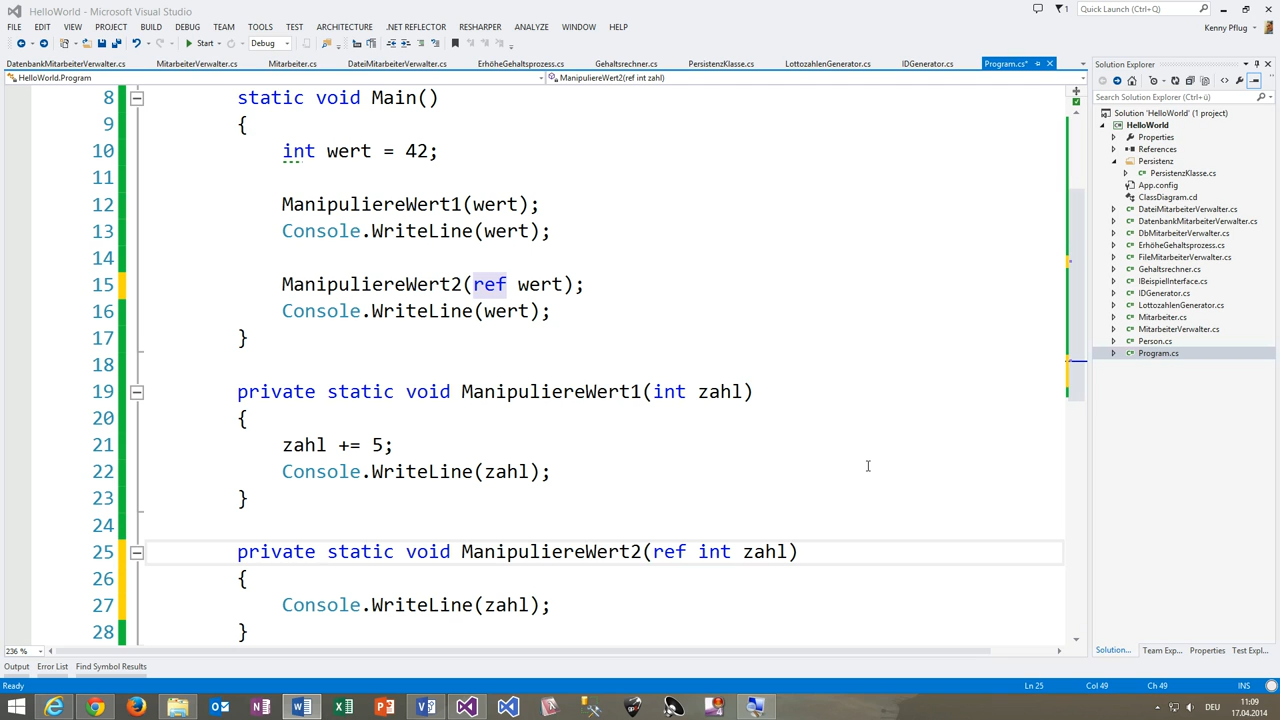 HelloWorld - Microsoft Visual Studio
1
Quick Launch (Ctrl+Q)
FILE EDIT VIEW PROJECT BUILD DEBUG TEAM TOOLS TEST ARCHITECTURE .NET REFLECTOR RESHARPER ANALYZE WINDOW HELP
Kenny Pflug
Start Debug
DatenbankMitarbeiterVerwalter.cs MitarbeiterVerwalter.cs Mitarbeiter.cs DateiMitarbeiterVerwalter.cs ErhöheGehaltsprozess.cs Gehaltsrechner.cs PersistenzKlasse.cs LottozahlenGenerator.cs IDGenerator.cs Program.cs*
HelloWorld.Program
ManipuliereWert2(ref int zahl)
8 static void Main()
9 {
10 int wert = 42;
11
12 ManipuliereWert1(wert);
13 Console.WriteLine(wert);
14
15 ManipuliereWert2(ref wert);
16 Console.WriteLine(wert);
17 }
18
19 private static void ManipuliereWert1(int zahl)
20 {
21 zahl += 5;
22 Console.WriteLine(zahl);
23 }
24
25 private static void ManipuliereWert2(ref int zahl)
26 {
27 Console.WriteLine(zahl);
28 }
236 %
Solution Explorer
Search Solution Explorer (Ctrl+ü)
Solution 'HelloWorld' (1 project)
HelloWorld
Properties
References
Persistenz
PersistenzKlasse.cs
App.config
ClassDiagram.cd
DateiMitarbeiterVerwalter.cs
DatenbankMitarbeiterVerwalter.cs
DbMitarbeiterVerwalter.cs
ErhöheGehaltsprozess.cs
FileMitarbeiterVerwalter.cs
Gehaltsrechner.cs
IBeispielInterface.cs
IDGenerator.cs
LottozahlenGenerator.cs
Mitarbeiter.cs
MitarbeiterVerwalter.cs
Person.cs
Program.cs
Solution... Team Exp... Properties Test Expl...
Output Error List Find Symbol Results
Ready Ln 25 Col 49 Ch 49 INS
DEU
11:09
17.04.2014